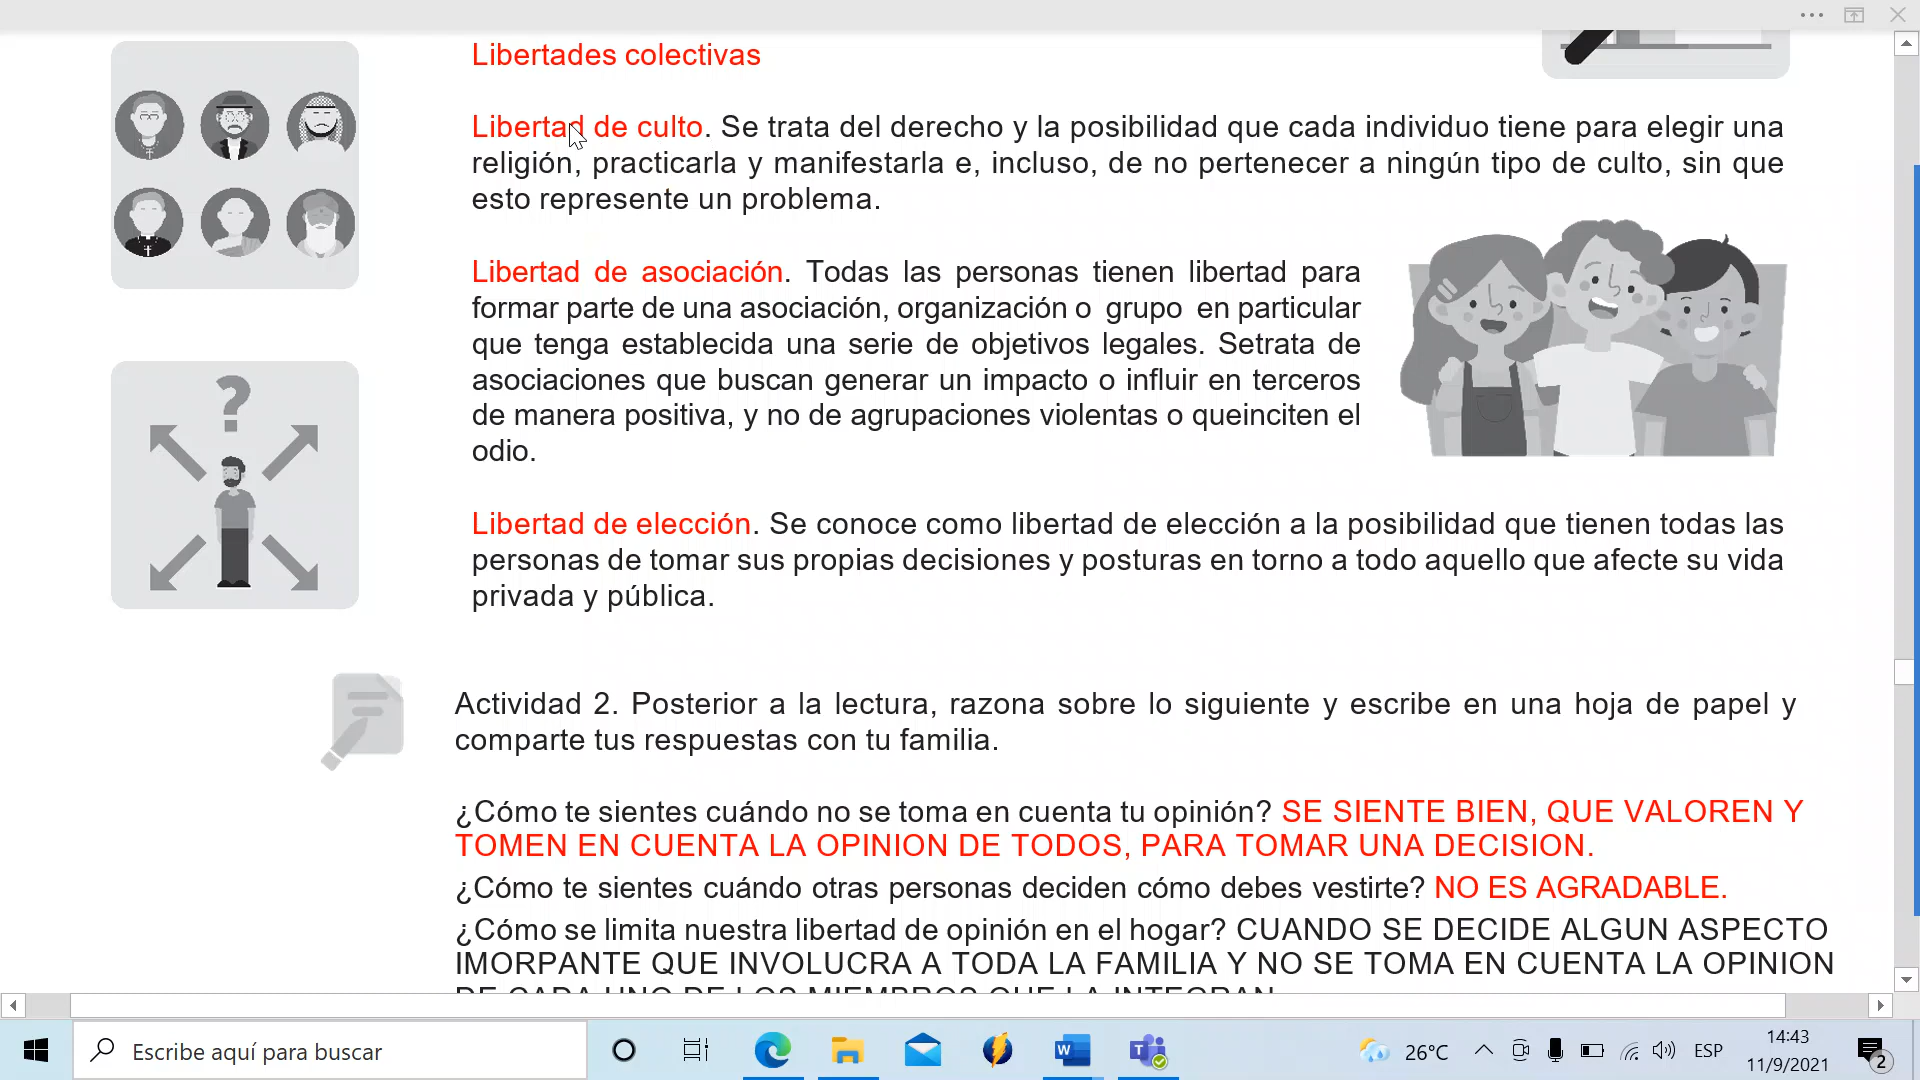 Libertades colectivas
Libertad de culto. Se trata del derecho y la posibilidad que cada individuo tiene para elegir una
religión, practicarla y manifestarla e, incluso, de no pertenecer a ningún tipo de culto, sin que
esto represente un problema.
Libertad de asociación. Todas las personas tienen libertad para
formar parte de una asociación, organización o grupo en particular
que tenga establecida una serie de objetivos legales. Setrata de
asociaciones que buscan generar un impacto o influir en terceros
de manera positiva, y no de agrupaciones violentas o queinciten el
odio.
?
Libertad de elección. Se conoce como libertad de elección a la posibilidad que tienen todas las
personas de tomar sus propias decisiones y posturas en torno a todo aquello que afecte su vida
privada y pública.
Actividad 2. Posterior a la lectura, razona sobre lo siguiente y escribe en una hoja de papel y
comparte tus respuestas con tu familia.
¿Cómo te sientes cuándo no se toma en cuenta tu opinión? SE SIENTE BIEN, QUE VALOREN Y
TOMEN EN CUENTA LA OPINION DE TODOS, PARA TOMAR UNA DECISION.
¿Cómo te sientes cuándo otras personas deciden cómo debes vestirte? NO ES AGRADABLE.
¿Cómo se limita nuestra libertad de opinión en el hogar? CUANDO SE DECIDE ALGUN ASPECTO
IMORPANTE QUE INVOLUCRA A TODA LA FAMILIA Y NO SE TOMA EN CUENTA LA OPINION
DE CADA UNO DE LOS MIEMBROS QUE LA INTEGRAN
Escribe aquí para buscar
W
26°C
ESP
14:43
11/9/2021
2